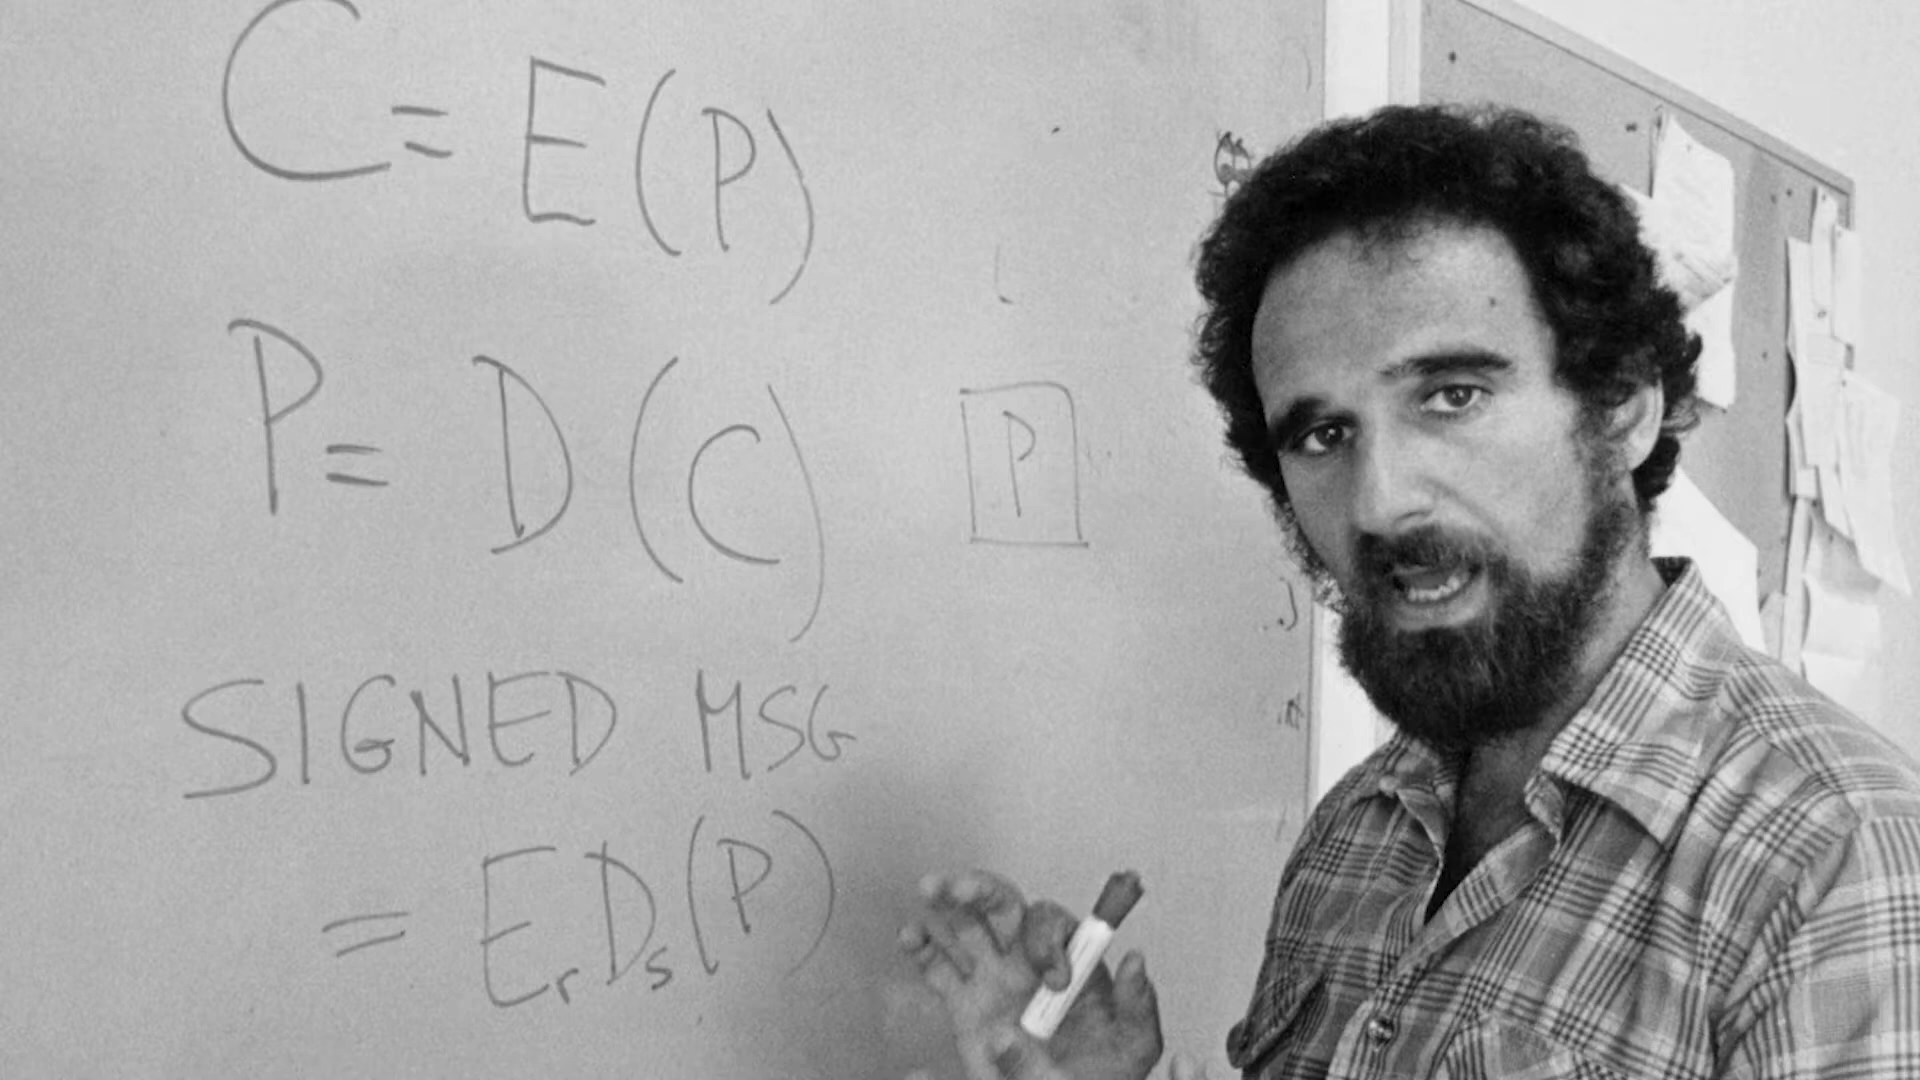 C = E(P)
P = D(C)
P
SIGNED MSG
= ErDs(P)